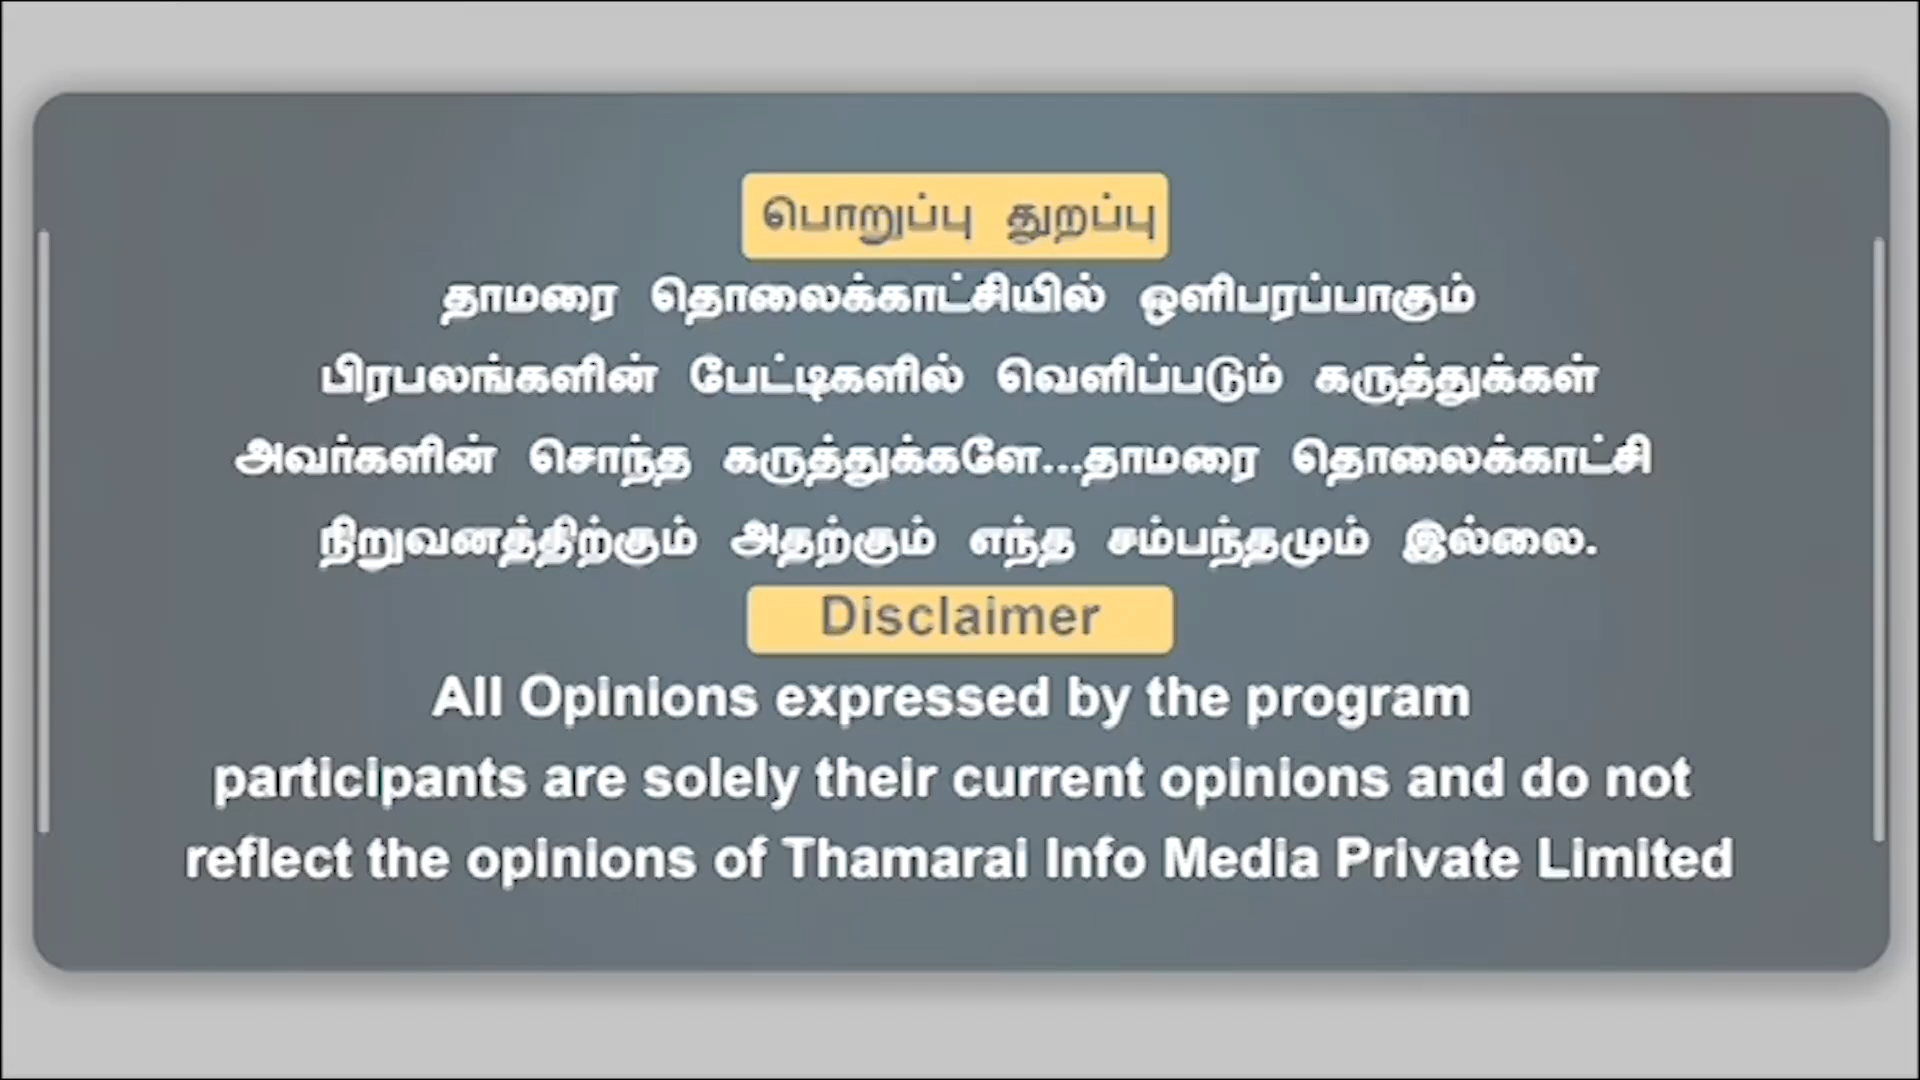 பொறுப்பு துறப்பு
தாமரை தொலைக்காட்சியில் ஒளிபரப்பாகும்
பிரபலங்களின் பேட்டிகளில் வெளிப்படும் கருத்துக்கள்
அவர்களின் சொந்த கருத்துக்களே...தாமரை தொலைக்காட்சி
நிறுவனத்திற்கும் அதற்கும் எந்த சம்பந்தமும் இல்லை.
Disclaimer
All Opinions expressed by the program
participants are solely their current opinions and do not
reflect the opinions of Thamarai Info Media Private Limited